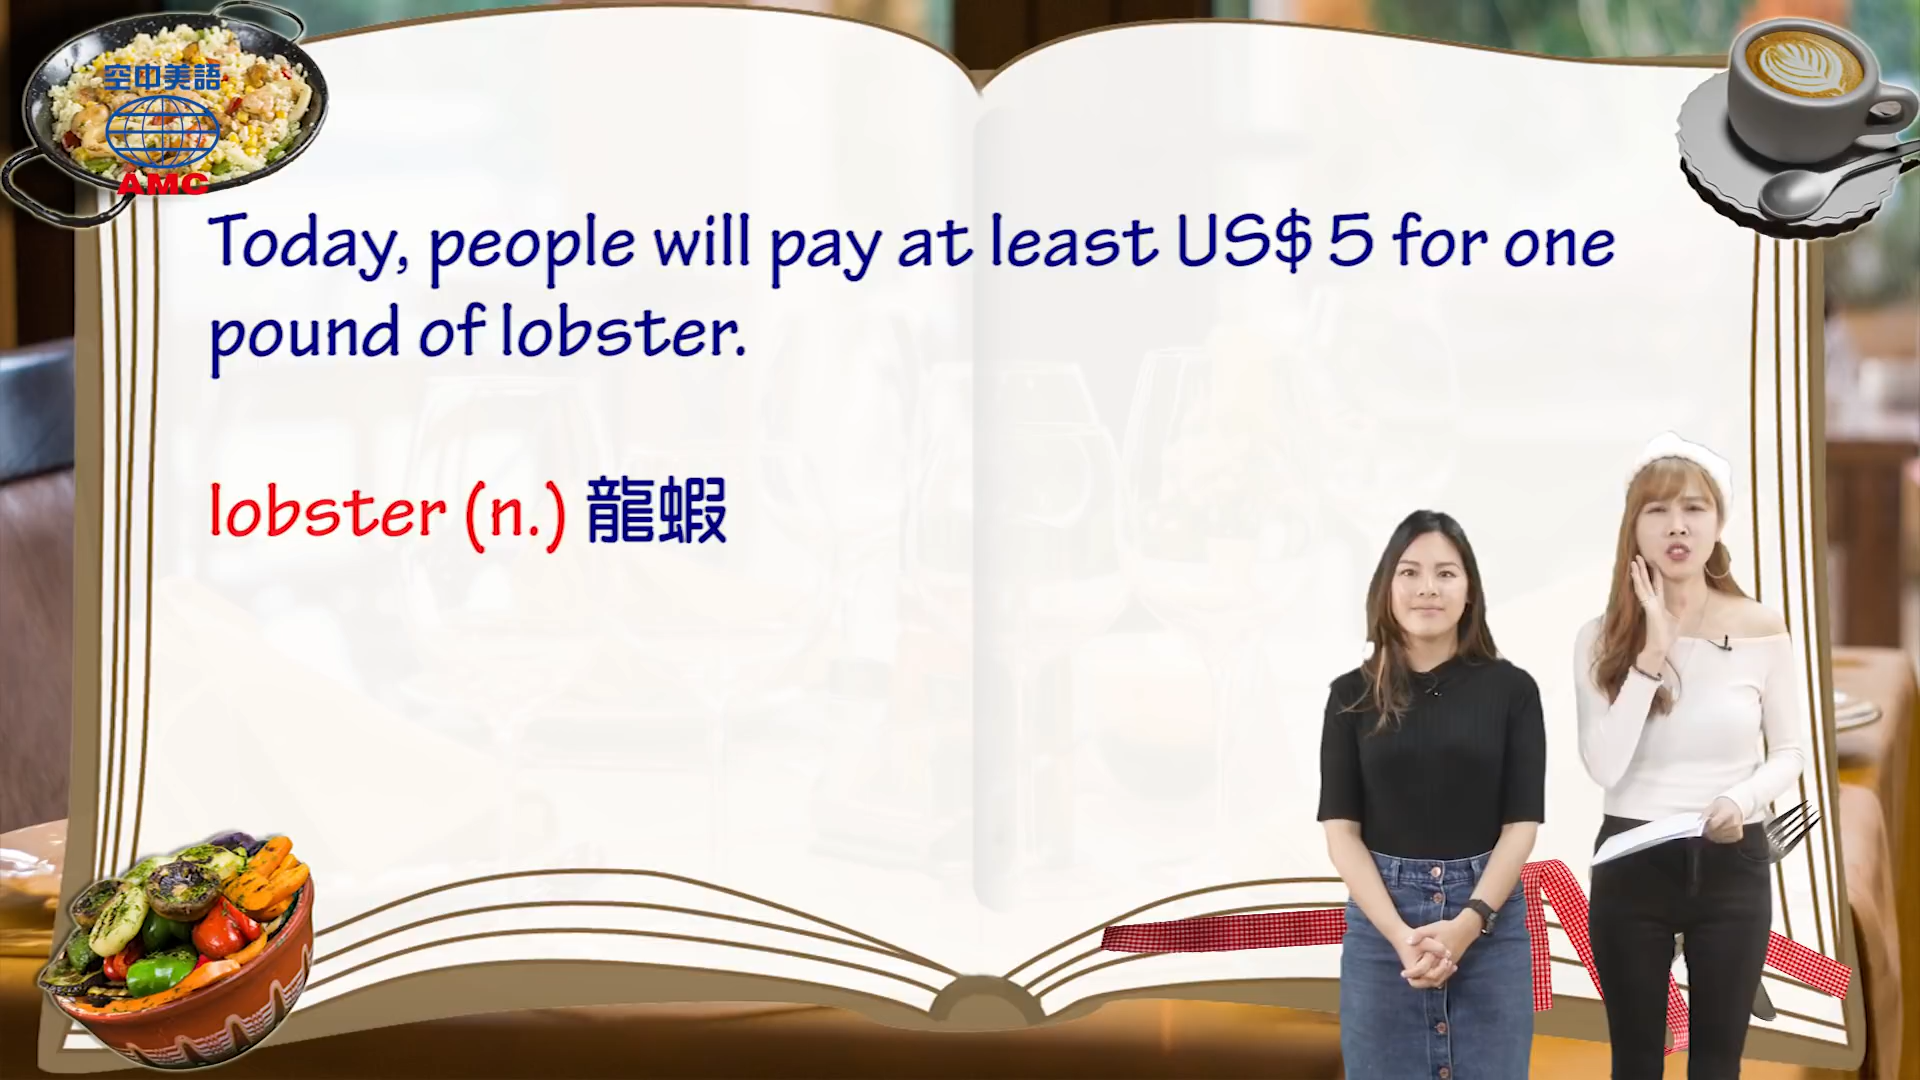 空中美語
AMC
Today, people will pay at least US$ 5 for one
pound of lobster.
lobster (n.) 龍蝦